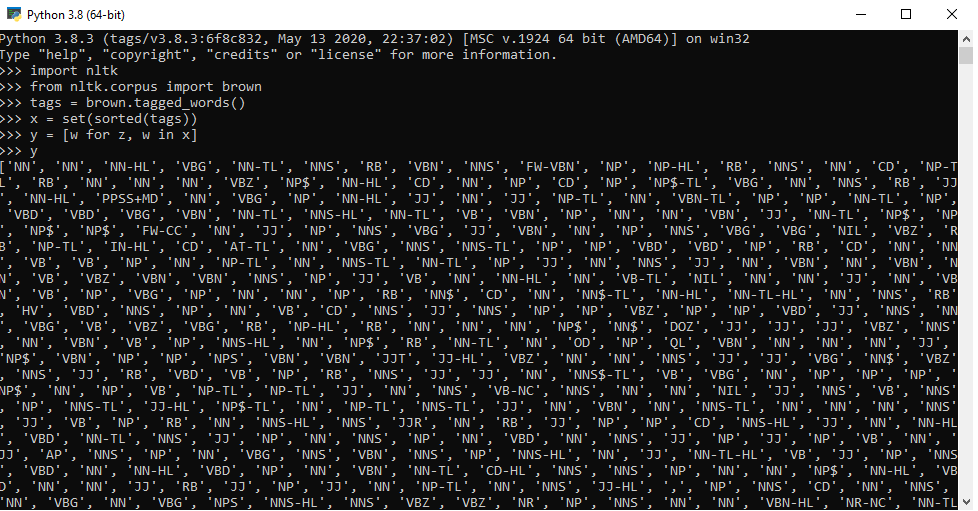 Python 3.8 (64-bit)
Python 3.8.3 (tags/v3.8.3:6f8c832, May 13 2020, 22:37:02) [MSC v.1924 64 bit (AMD64)] on win32
Type "help", "copyright", "credits" or "license" for more information.
>>> import nltk
>>> from nltk.corpus import brown
>>> tags = brown.tagged_words()
>>> x = set(sorted(tags))
>>> y = [w for z, w in x]
>>> y
['NN', 'NN', 'NN-HL', 'VBG', 'NN-TL', 'NNS', 'RB', 'VBN', 'NNS', 'FW-VBN', 'NP', 'NP-HL', 'RB', 'NNS', 'NN', 'CD', 'NP-T
L', 'RB', 'NN', 'NN', 'NN', 'VBZ', 'NP$', 'NN-HL', 'CD', 'NN', 'NP', 'CD', 'NP', 'NP$-TL', 'VBG', 'NN', 'NNS', 'RB', 'JJ
', 'NN-HL', 'PPSS+MD', 'NN', 'VBG', 'NP', 'NN-HL', 'JJ', 'NN', 'JJ', 'NP-TL', 'NN', 'VBN-TL', 'NP', 'NP', 'NN-TL', 'NP',
'VBD', 'VBD', 'VBG', 'VBN', 'NN-TL', 'NNS-HL', 'NN-TL', 'VB', 'VBN', 'NP', 'NN', 'NN', 'VBN', 'JJ', 'NN-TL', 'NP$', 'NP
', 'NP$', 'NP$', 'FW-CC', 'NN', 'JJ', 'NP', 'NNS', 'VBG', 'JJ', 'VBN', 'NN', 'NP', 'NNS', 'VBG', 'VBG', 'NIL', 'VBZ', 'R
B', 'NP-TL', 'IN-HL', 'CD', 'AT-TL', 'NN', 'VBG', 'NNS', 'NNS-TL', 'NP', 'NP', 'VBD', 'VBD', 'NP', 'RB', 'CD', 'NN', 'NN
', 'VB', 'VB', 'NP', 'NN', 'NP-TL', 'NN', 'NNS-TL', 'NN-TL', 'NP', 'JJ', 'NN', 'NNS', 'JJ', 'NN', 'VBN', 'NN', 'VBN', 'N
N', 'VB', 'VBZ', 'VBN', 'VBN', 'NNS', 'NP', 'JJ', 'VB', 'NN', 'NN-HL', 'NN', 'VB-TL', 'NIL', 'NN', 'NN', 'JJ', 'NN', 'VB
N', 'VB', 'NP', 'VBG', 'NP', 'NN', 'NN', 'NP', 'RB', 'NN$', 'CD', 'NN', 'NN$-TL', 'NN-HL', 'NN-TL-HL', 'NN', 'NNS', 'RB'
, 'HV', 'VBD', 'NNS', 'NP', 'NN', 'VB', 'CD', 'NNS', 'JJ', 'NNS', 'NP', 'NP', 'VBZ', 'NP', 'NP', 'VBD', 'JJ', 'NNS', 'NN
', 'VBG', 'VB', 'VBZ', 'VBG', 'RB', 'NP-HL', 'RB', 'NN', 'NN', 'NN', 'NP$', 'NN$', 'DOZ', 'JJ', 'JJ', 'JJ', 'VBZ', 'NNS'
, 'NN', 'VBN', 'VB', 'NP', 'NNS-HL', 'NN', 'NP$', 'RB', 'NN-TL', 'NN', 'OD', 'NP', 'QL', 'VBN', 'NN', 'NN', 'NN', 'JJ',
'NP$', 'VBN', 'NP', 'NP', 'NPS', 'VBN', 'VBN', 'JJT', 'JJ-HL', 'VBZ', 'NN', 'NN', 'NNS', 'JJ', 'JJ', 'VBG', 'NN$', 'VBZ'
, 'NNS', 'JJ', 'RB', 'VBD', 'VB', 'NP', 'RB', 'NNS', 'JJ', 'JJ', 'NN', 'NNS$-TL', 'VB', 'VBG', 'NN', 'NP', 'NP', 'NP', '
NP$', 'NN', 'NP', 'VB', 'NP-TL', 'NP-TL', 'JJ', 'NN', 'NNS', 'VB-NC', 'NNS', 'NN', 'NN', 'NIL', 'JJ', 'NNS', 'VB', 'NNS'
, 'NP', 'NNS-TL', 'JJ-HL', 'NP$-TL', 'NN', 'NP-TL', 'NNS-TL', 'JJ', 'NN', 'VBN', 'NN', 'NNS-TL', 'NN', 'NN', 'NN', 'NNS'
, 'JJ', 'VB', 'NP', 'RB', 'NN', 'NNS-HL', 'NNS', 'JJR', 'NN', 'RB', 'JJ', 'NP', 'NP', 'CD', 'NNS-HL', 'JJ', 'NN', 'NN-HL
', 'VBD', 'NN-TL', 'NNS', 'JJ', 'NP', 'NN', 'NNS', 'NP', 'NN', 'VBD', 'NN', 'NN', 'NNS', 'JJ', 'NP', 'JJ', 'VB', 'NN', '
JJ', 'AP', 'NNS', 'NP', 'NN', 'VBG', 'NNS', 'VBN', 'NNS', 'NP', 'NNS-HL', 'NN', 'JJ', 'NN-TL-HL', 'VB', 'JJ', 'NP', 'NNS
', 'VBD', 'NN', 'NN-HL', 'VBD', 'NP', 'NN', 'VBN', 'NN-TL', 'CD-HL', 'NNS', 'NNS', 'NP', 'NN', 'NN', 'NP$', 'NN-HL', 'VB
D', 'NN', 'NN', 'JJ', 'RB', 'JJ', 'NP', 'JJ', 'NN', 'NP-TL', 'NN', 'NNS', 'JJ-HL', ',', 'NP', 'NNS', 'CD', 'NN', 'NNS',
'NN', 'VBG', 'VBG', 'NP', 'NPS', 'NNS-HL', 'NNS', 'VBZ', 'VBZ', 'NR', 'NP', 'NNS', 'NN', 'NN', 'VBN-HL', 'NR-NC', 'NN-TL